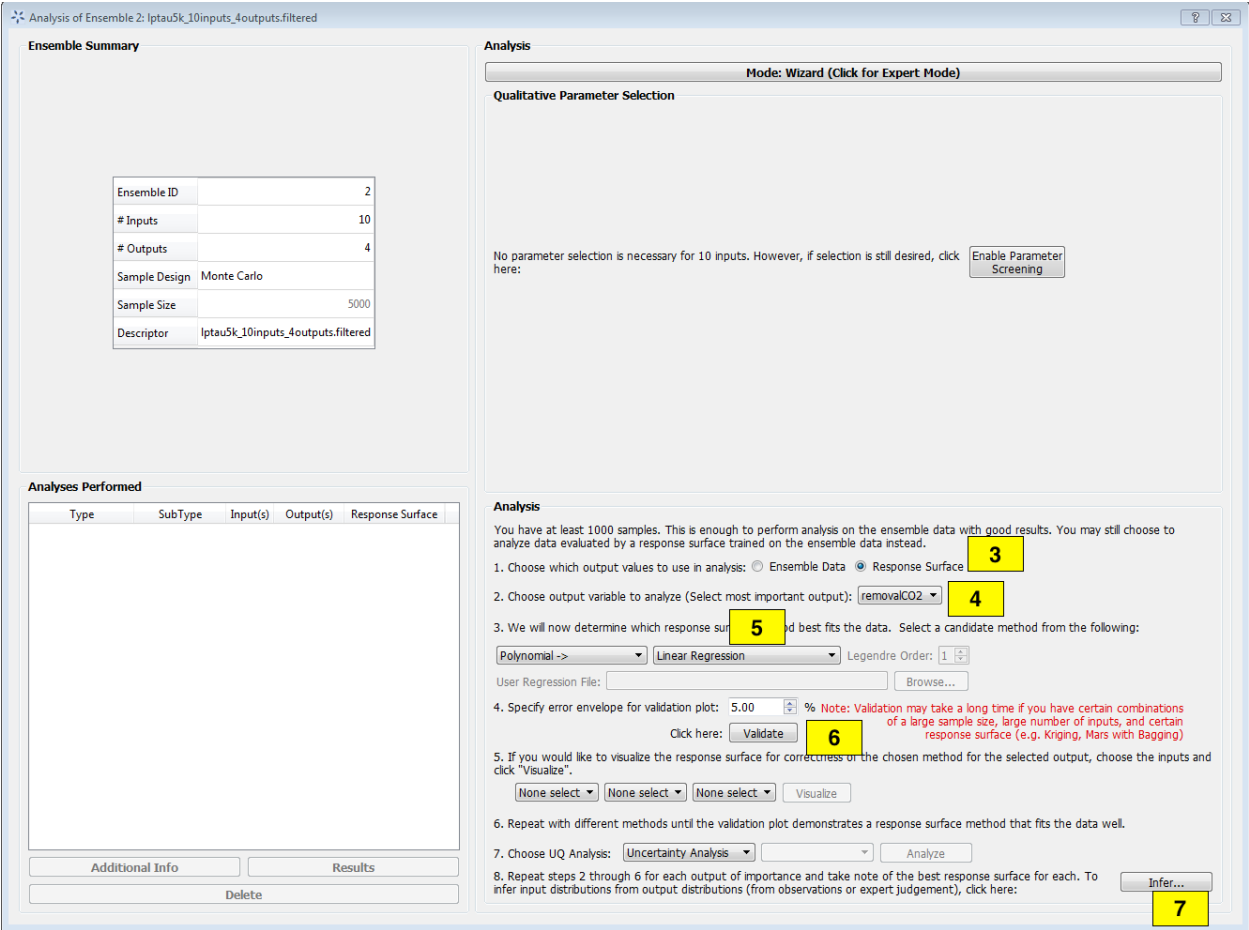 Analysis of Ensemble 2: lptau5k_10inputs_4outputs.filtered
Ensemble Summary
Ensemble ID 2
# Inputs 10
# Outputs 4
Sample Design Monte Carlo
Sample Size 5000
Descriptor lptau5k_10inputs_4outputs.filtered
Analyses Performed
Type SubType Input(s) Output(s) Response Surface
Additional Info Results
Delete
Analysis
Mode: Wizard (Click for Expert Mode)
Qualitative Parameter Selection
No parameter selection is necessary for 10 inputs. However, if selection is still desired, click
here:
Enable Parameter
Screening
Analysis
You have at least 1000 samples. This is enough to perform analysis on the ensemble data with good results. You may still choose to
analyze data evaluated by a response surface trained on the ensemble data instead.
3
1. Choose which output values to use in analysis: Ensemble Data Response Surface
2. Choose output variable to analyze (Select most important output): removalCO2
4
3. We will now determine which response sur 5 od best fits the data. Select a candidate method from the following:
Polynomial -> Linear Regression Legendre Order: 1
User Regression File: Browse...
4. Specify error envelope for validation plot: 5.00 % Note: Validation may take a long time if you have certain combinations
of a large sample size, large number of inputs, and certain
response surface (e.g. Kriging, Mars with Bagging)
Click here: Validate
6
5. If you would like to visualize the response surface for correctness of the chosen method for the selected output, choose the inputs and
click "Visualize".
None select None select None select Visualize
6. Repeat with different methods until the validation plot demonstrates a response surface method that fits the data well.
7. Choose UQ Analysis: Uncertainty Analysis Analyze
8. Repeat steps 2 through 6 for each output of importance and take note of the best response surface for each. To
infer input distributions from output distributions (from observations or expert judgement), click here:
Infer...
7